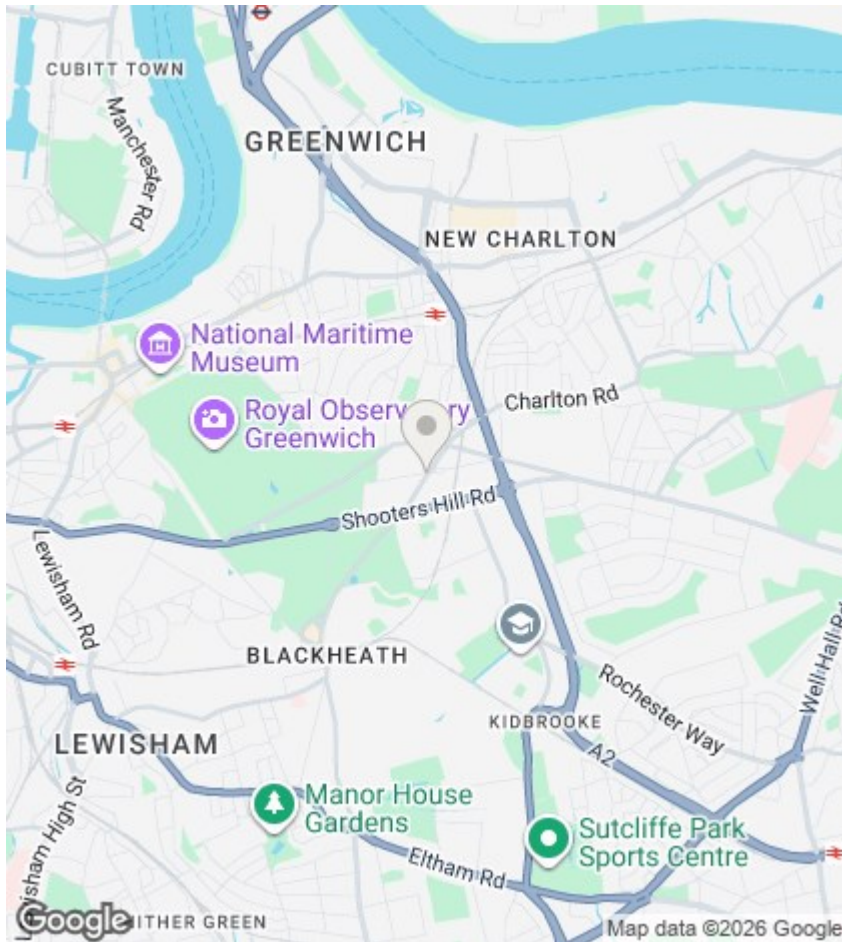 CUBITT TOWN
Manchester Rd
GREENWICH
NEW CHARLTON
National Maritime
Museum
Charlton Rd
Royal Observatory
Greenwich
Shooters Hill Rd
Lewisham Rd
BLACKHEATH
Well Hall Rd
Rochester Way
KIDBROOKE
LEWISHAM
A2
Manor House
Gardens
Sutcliffe Park
Sports Centre
Eltham Rd
Lewisham High St
Google
HITHER GREEN
Map data ©2026 Google